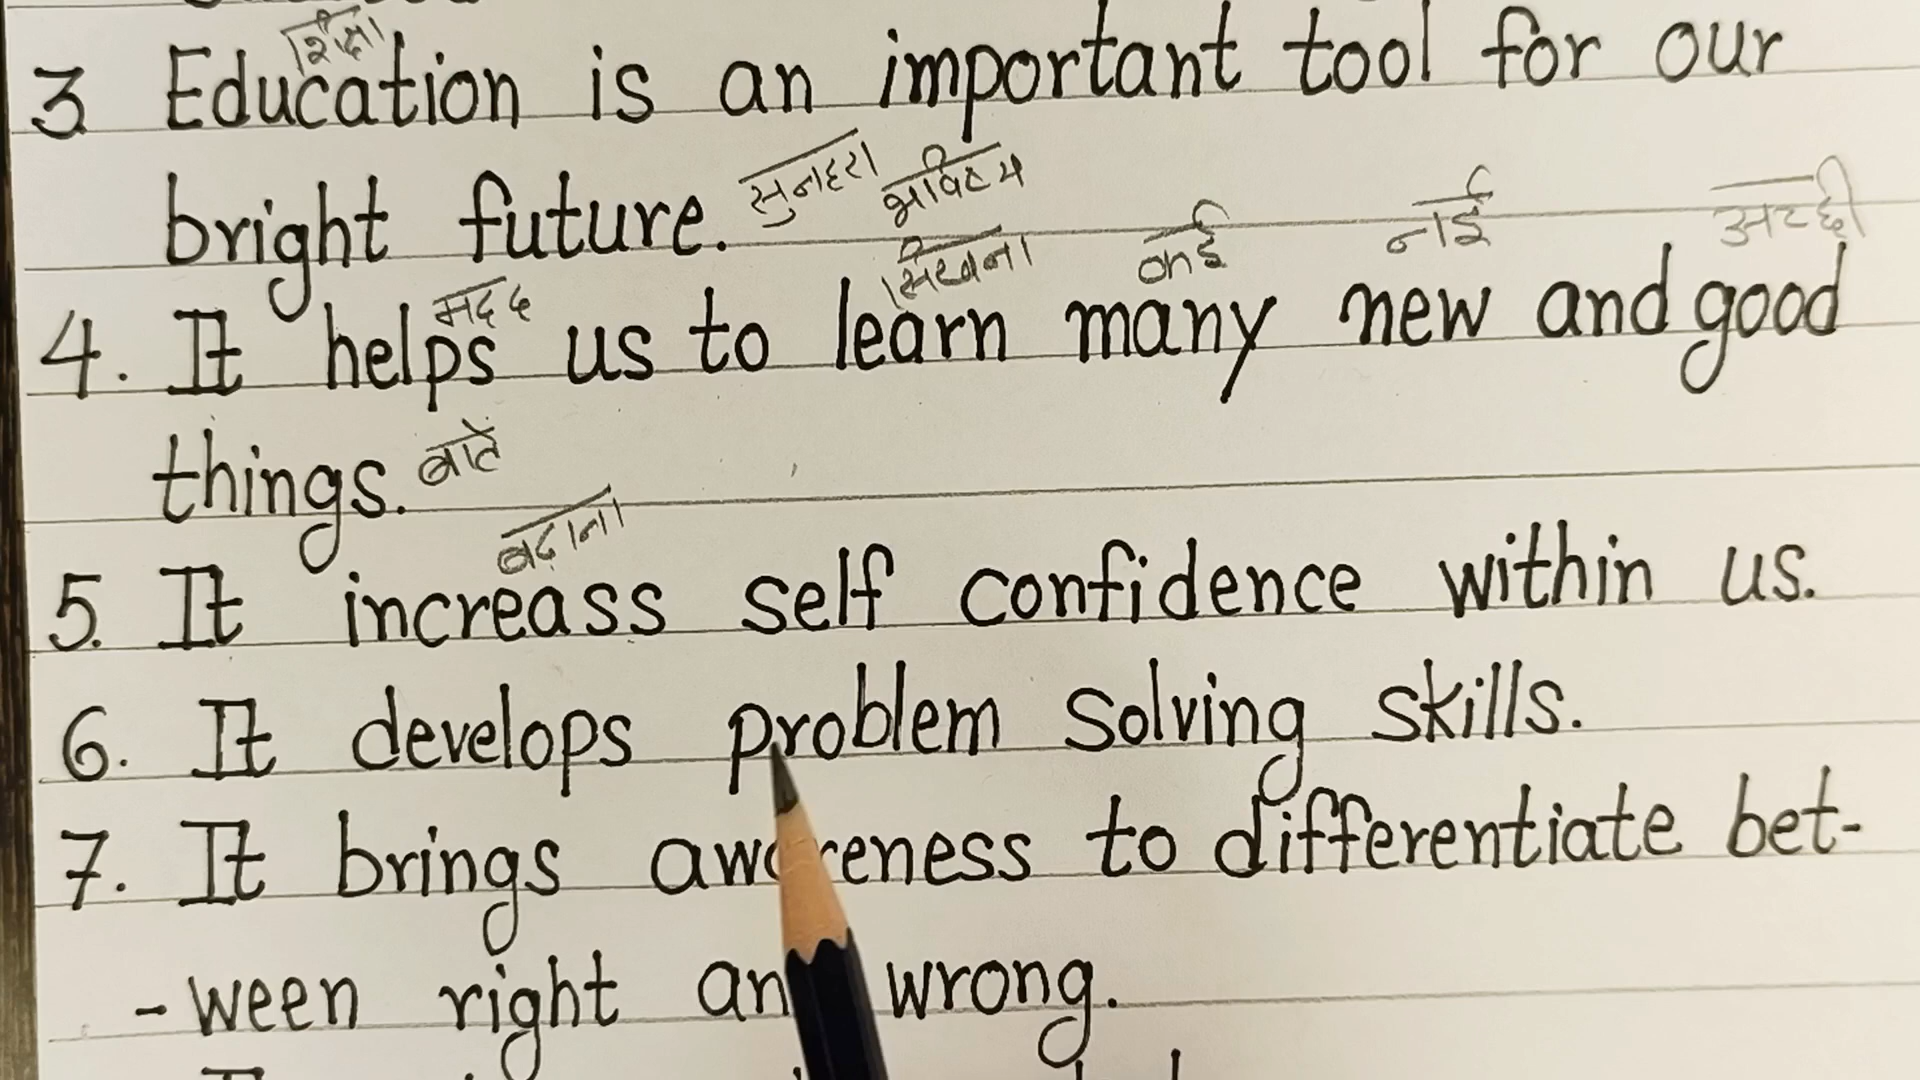 शिक्षा
3 Education is an important tool for our
bright future. सुनहरा भविष्य
सिखना कई नई अच्छी
मदद
4. It helps us to learn many new and good
things. बाते
बढ़ाना
5. It increass self confidence within us.
6. It develops problem solving skills.
7. It brings awareness to differentiate bet-
-ween right an wrong.